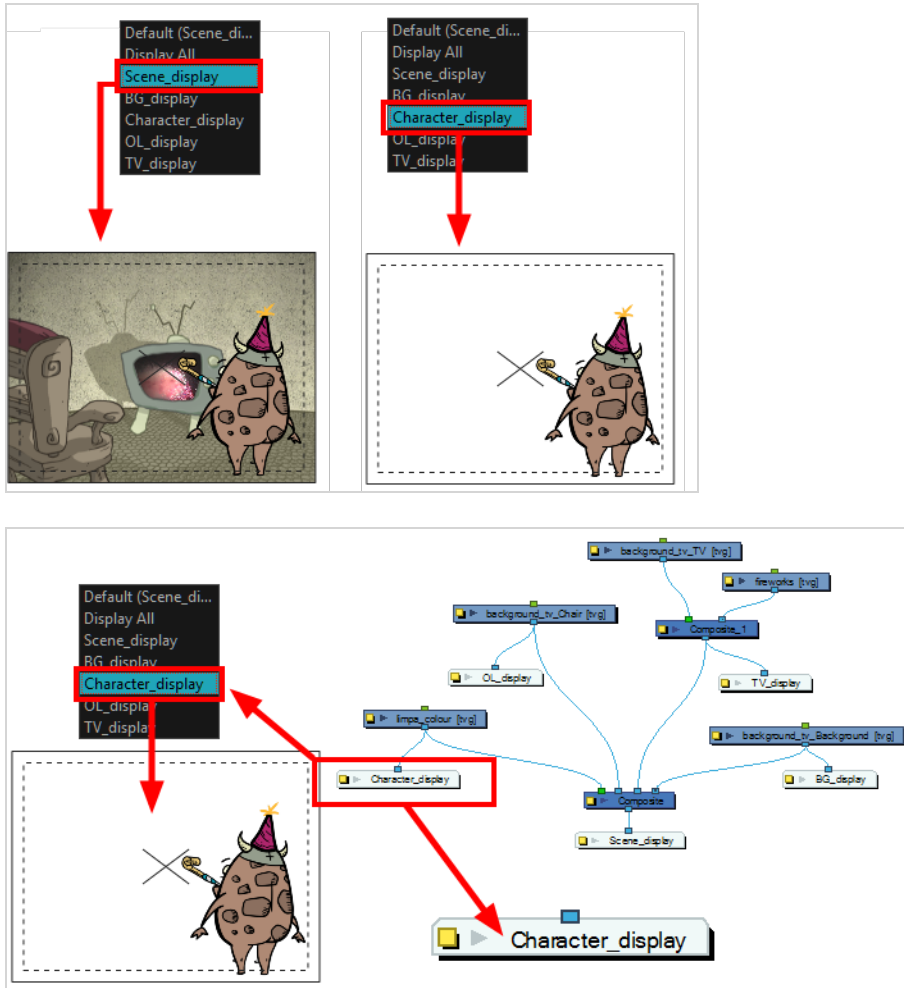 Default (Scene_di...
Display All
Scene_display
BG_display
Character_display
OL_display
TV_display
Default (Scene_di...
Display All
Scene_display
BG_display
Character_display
OL_display
TV_display
Default (Scene_di...
Display All
Scene_display
BG_display
Character_display
OL_display
TV_display
background_tv_TV [tvg]
fireworks [tvg]
background_tv_Chair [tvg]
Composite_1
OL_display
TV_display
limpa_colour [tvg]
background_tv_Background [tvg]
Character_display
BG_display
Composite
Scene_display
Character_display